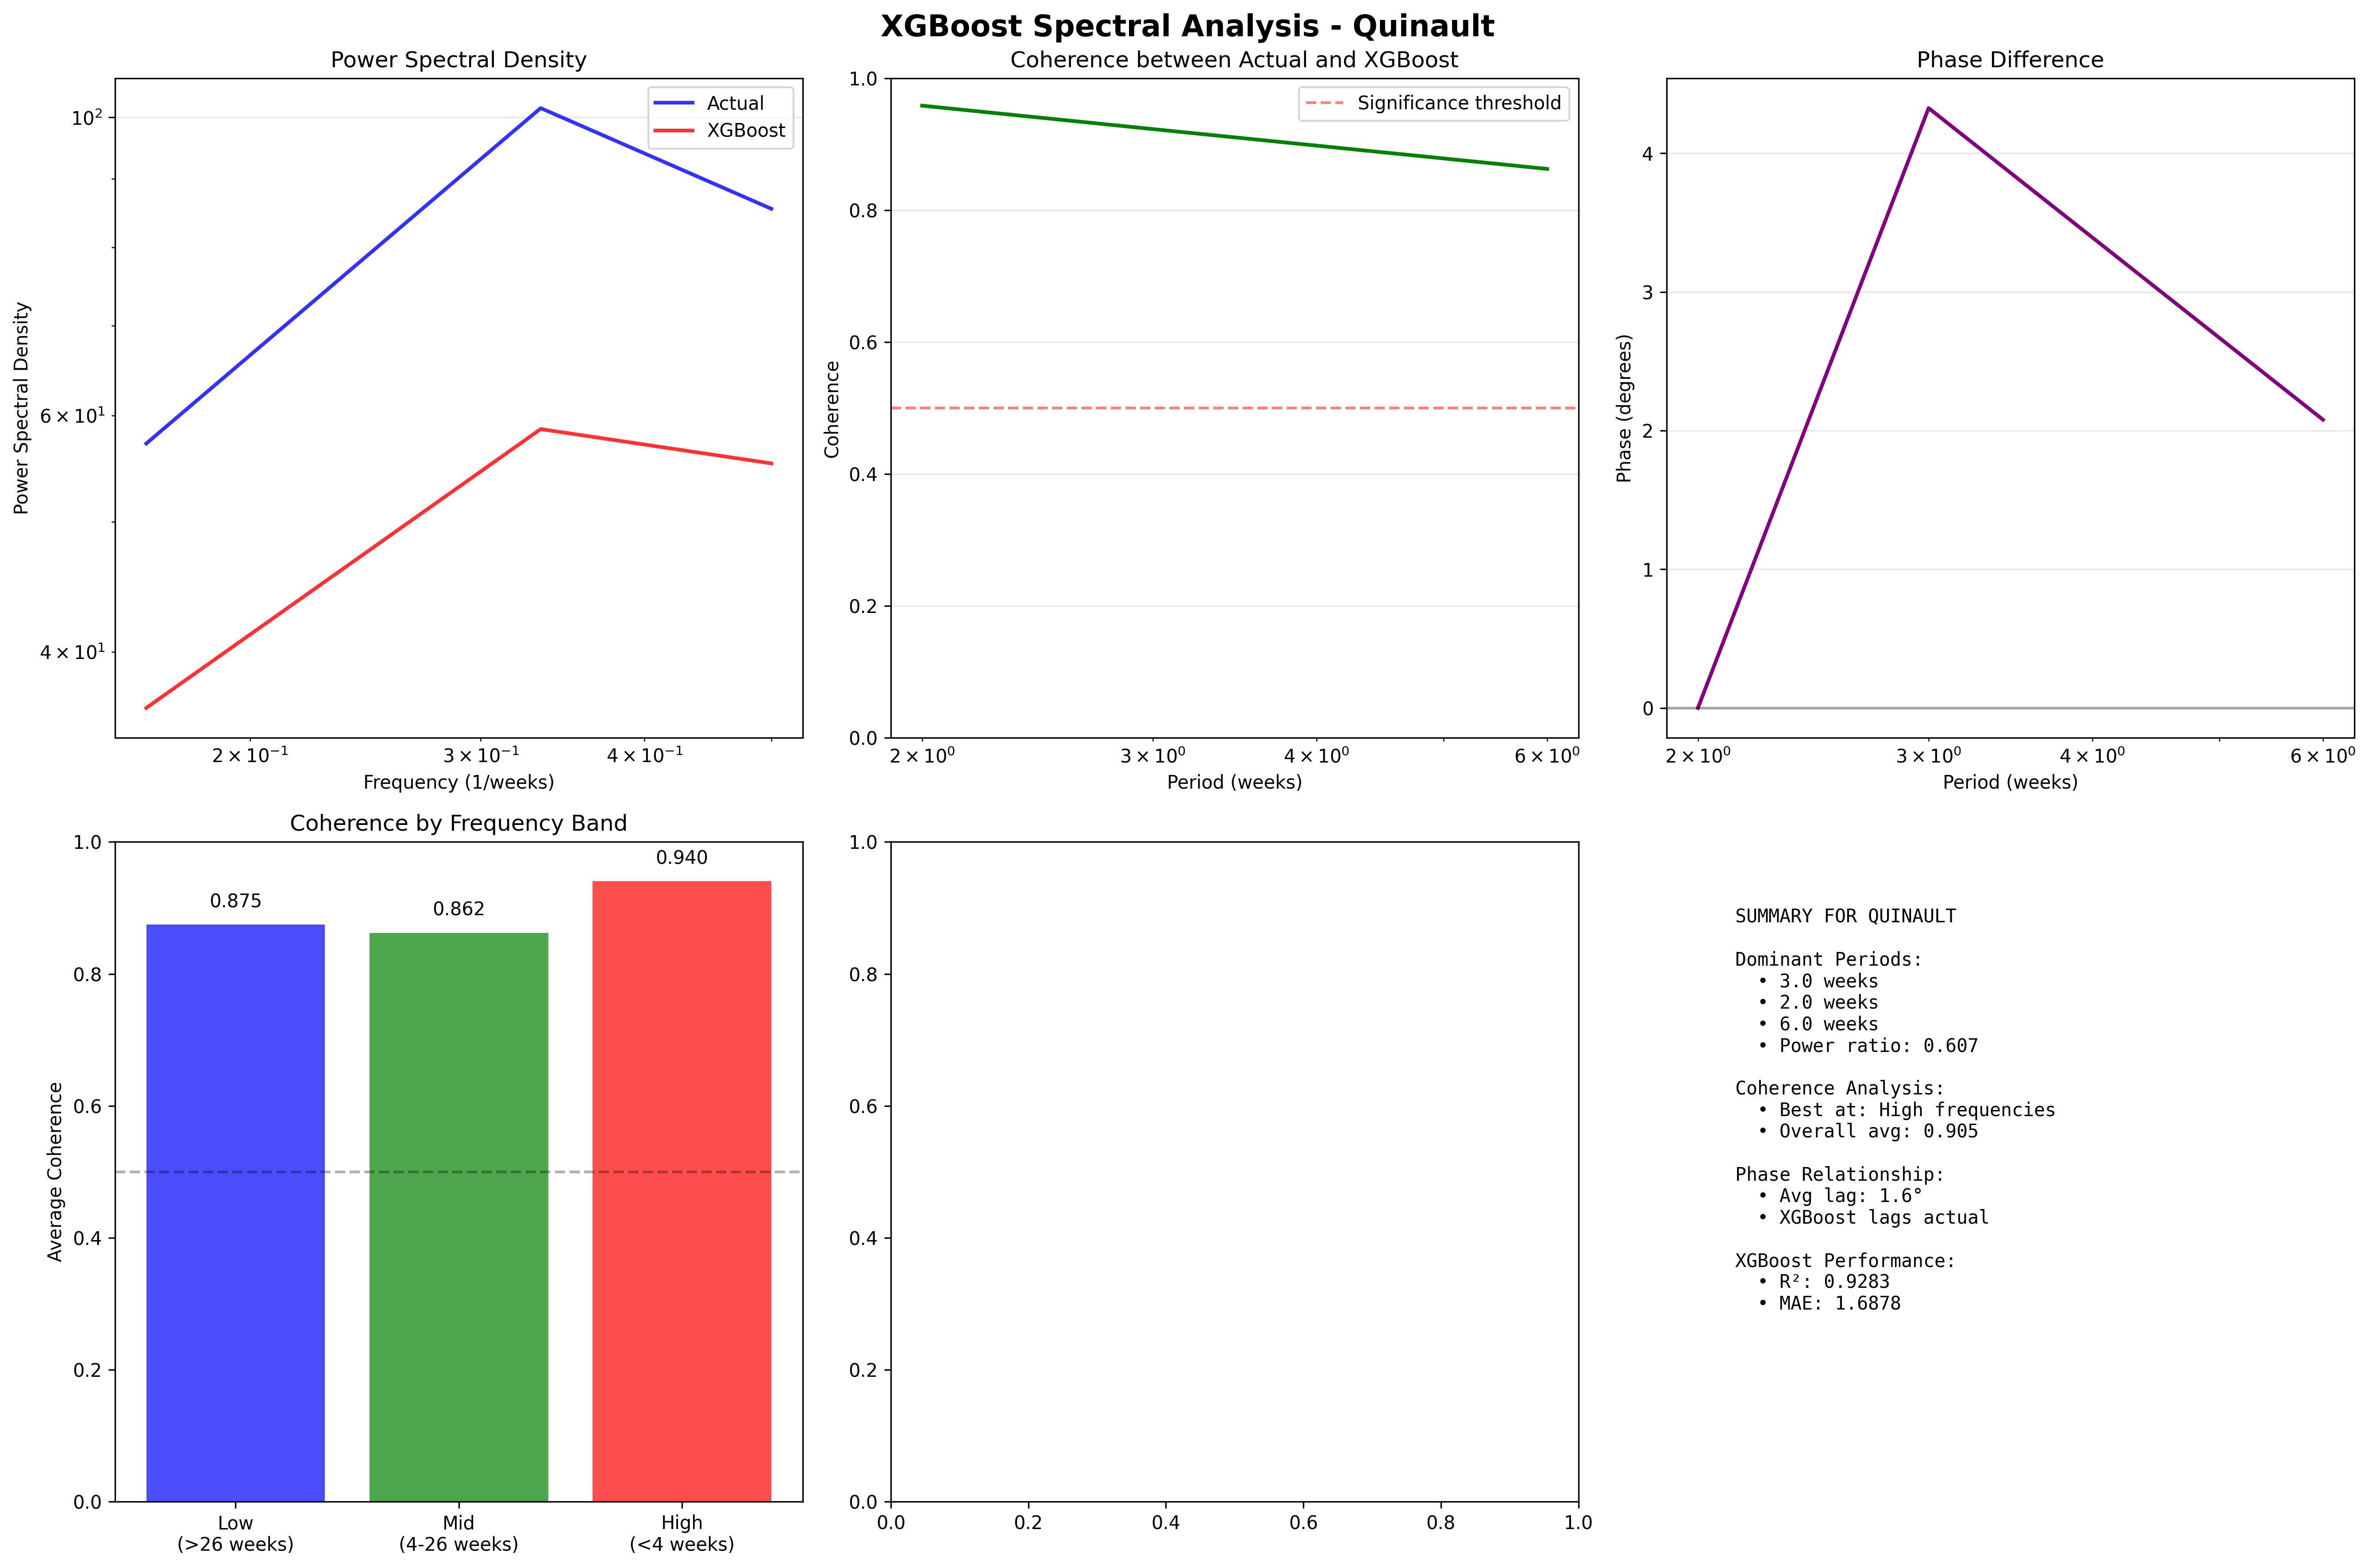 XGBoost Spectral Analysis - Quinault
Power Spectral Density
Power Spectral Density
10²
6 × 10¹
4 × 10¹
Actual
XGBoost
2 × 10⁻¹ 3 × 10⁻¹ 4 × 10⁻¹
Frequency (1/weeks)
Coherence between Actual and XGBoost
Coherence
1.0
0.8
0.6
0.4
0.2
0.0
Significance threshold
2 × 10⁰ 3 × 10⁰ 4 × 10⁰ 6 × 10⁰
Period (weeks)
Phase Difference
Phase (degrees)
4
3
2
1
0
2 × 10⁰ 3 × 10⁰ 4 × 10⁰ 6 × 10⁰
Period (weeks)
Coherence by Frequency Band
Average Coherence
1.0
0.8
0.6
0.4
0.2
0.0
0.875
0.862
0.940
Low Mid High
(>26 weeks) (4-26 weeks) (<4 weeks)
1.0
0.8
0.6
0.4
0.2
0.0
0.0 0.2 0.4 0.6 0.8 1.0
SUMMARY FOR QUINAULT
Dominant Periods:
• 3.0 weeks
• 2.0 weeks
• 6.0 weeks
• Power ratio: 0.607
Coherence Analysis:
• Best at: High frequencies
• Overall avg: 0.905
Phase Relationship:
• Avg lag: 1.6°
• XGBoost lags actual
XGBoost Performance:
• R²: 0.9283
• MAE: 1.6878